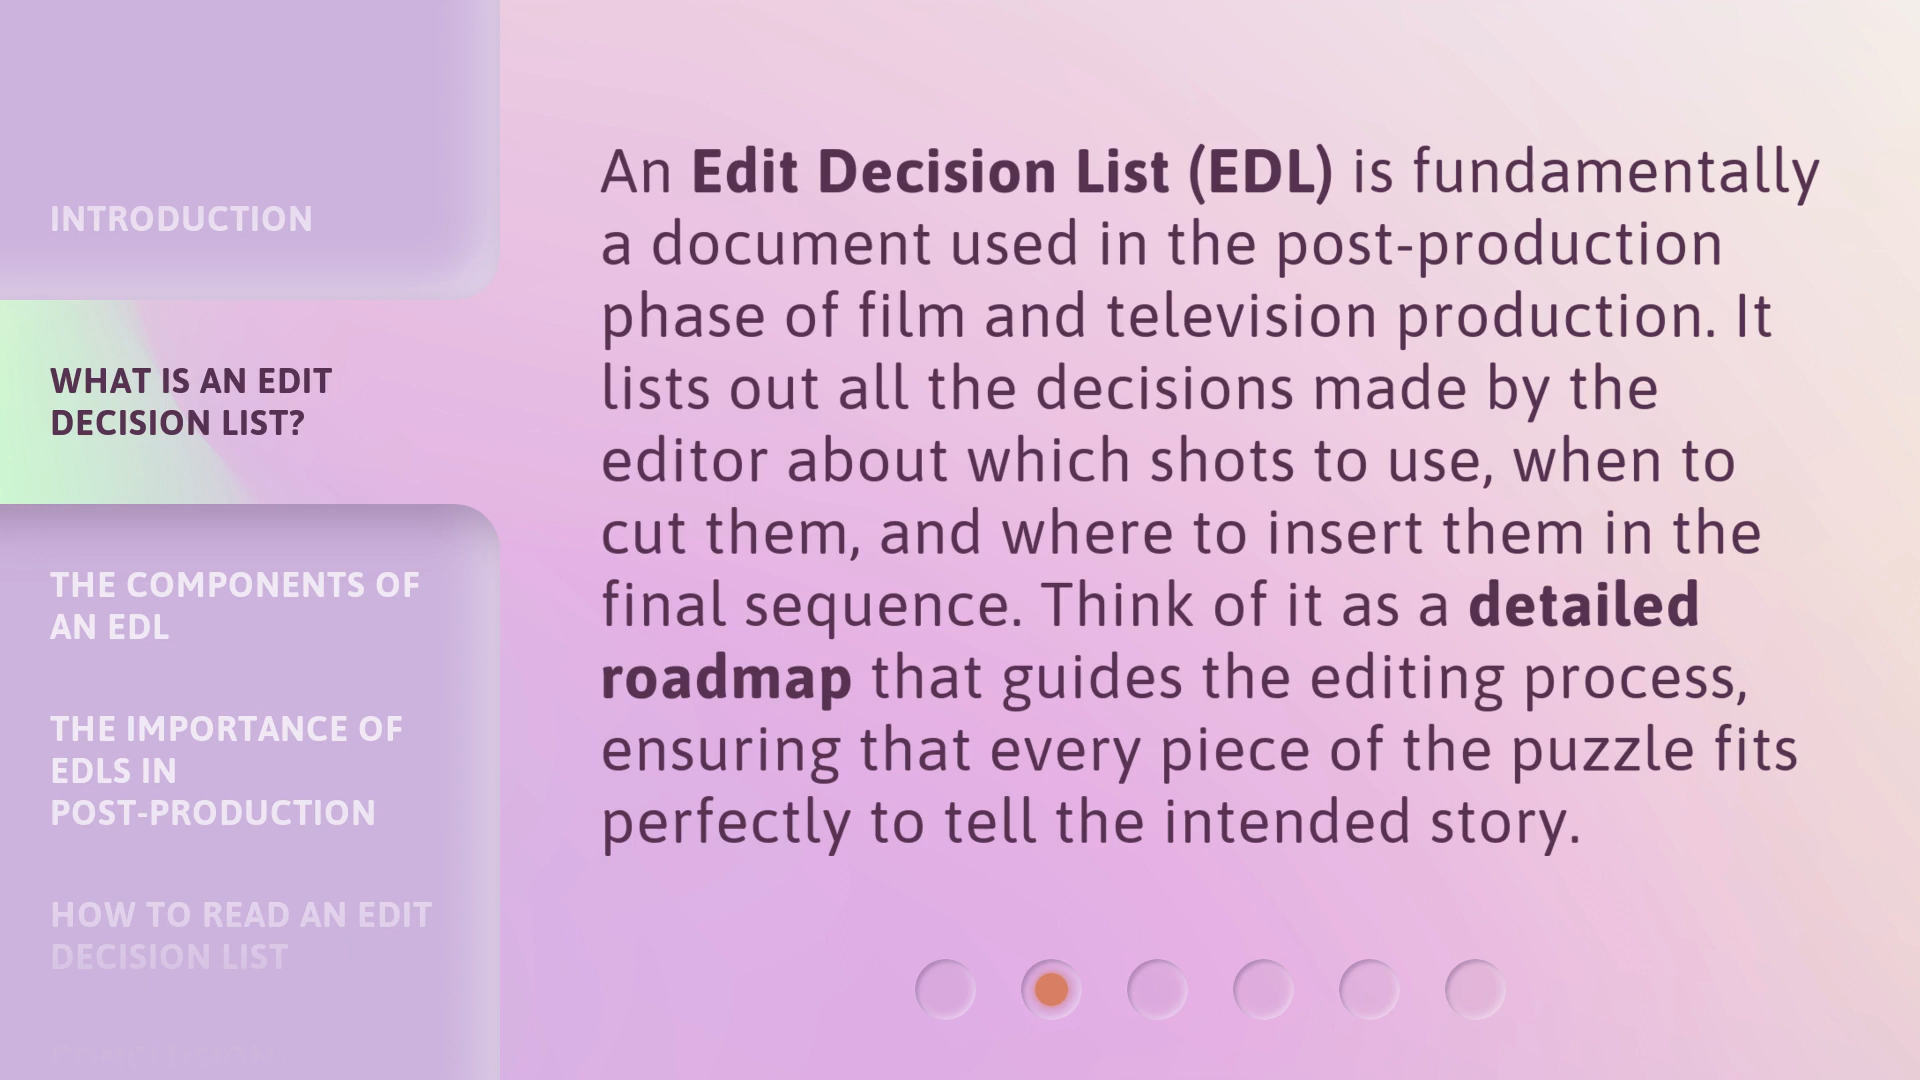 INTRODUCTION
WHAT IS AN EDIT
DECISION LIST?
THE COMPONENTS OF
AN EDL
THE IMPORTANCE OF
EDLS IN
POST-PRODUCTION
HOW TO READ AN EDIT
DECISION LIST
CONCLUSION
An Edit Decision List (EDL) is fundamentally
a document used in the post-production
phase of film and television production. It
lists out all the decisions made by the
editor about which shots to use, when to
cut them, and where to insert them in the
final sequence. Think of it as a detailed
roadmap that guides the editing process,
ensuring that every piece of the puzzle fits
perfectly to tell the intended story.